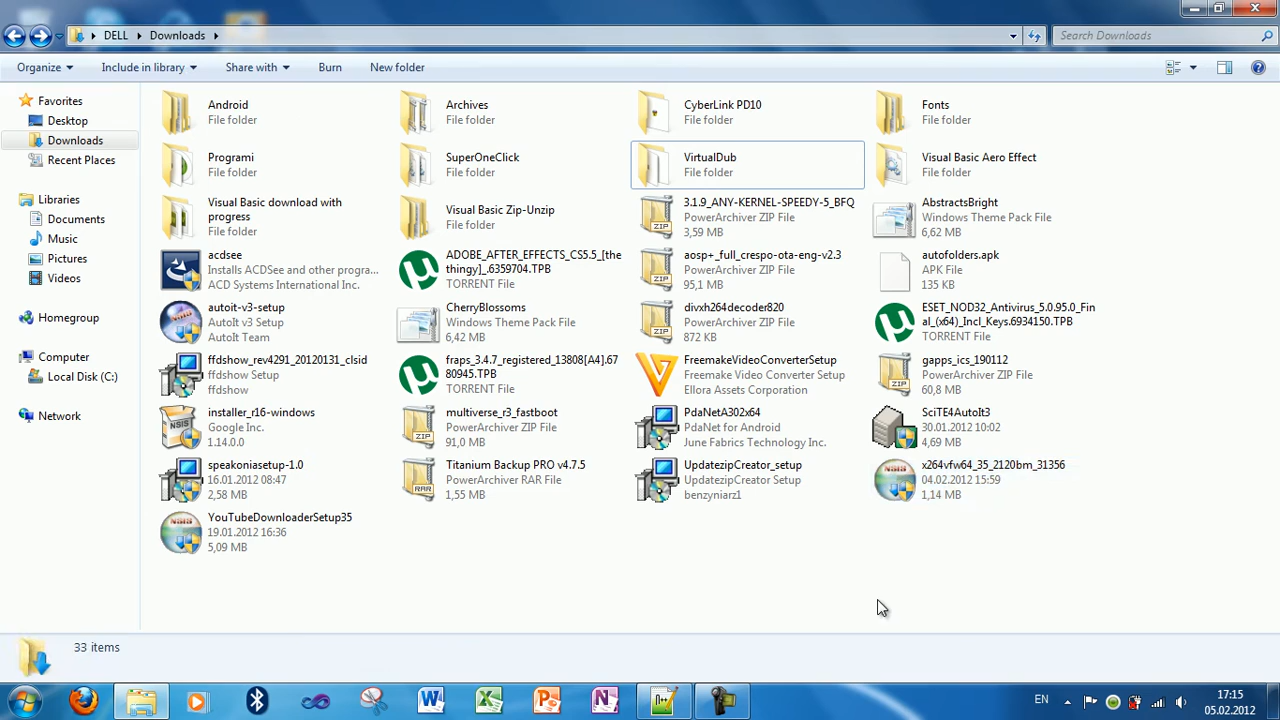 DELL Downloads Search Downloads
Organize Include in library Share with Burn New folder
Favorites
Desktop
Downloads
Recent Places
Libraries
Documents
Music
Pictures
Videos
Homegroup
Computer
Local Disk (C:)
Network
Android
File folder
Archives
File folder
CyberLink PD10
File folder
Fonts
File folder
Programi
File folder
SuperOneClick
File folder
VirtualDub
File folder
Visual Basic Aero Effect
File folder
Visual Basic download with
progress
File folder
Visual Basic Zip-Unzip
File folder
3.1.9_ANY-KERNEL-SPEEDY-5_BFQ
PowerArchiver ZIP File
3,59 MB
AbstractsBright
Windows Theme Pack File
6,62 MB
acdsee
Installs ACDSee and other progra...
ACD Systems International Inc.
ADOBE_AFTER_EFFECTS_CS5.5_[the
thingy]_.6359704.TPB
TORRENT File
aosp+_full_crespo-ota-eng-v2.3
PowerArchiver ZIP File
95,1 MB
autofolders.apk
APK File
135 KB
autoit-v3-setup
AutoIt v3 Setup
AutoIt Team
CherryBlossoms
Windows Theme Pack File
6,42 MB
divxh264decoder820
PowerArchiver ZIP File
872 KB
ESET_NOD32_Antivirus_5.0.95.0_Fin
al_(x64)_Incl_Keys.6934150.TPB
TORRENT File
ffdshow_rev4291_20120131_clsid
ffdshow Setup
ffdshow
fraps_3.4.7_registered_13808[A4].67
80945.TPB
TORRENT File
FreemakeVideoConverterSetup
Freemake Video Converter Setup
Ellora Assets Corporation
gapps_ics_190112
PowerArchiver ZIP File
60,8 MB
installer_r16-windows
Google Inc.
1.14.0.0
multiverse_r3_fastboot
PowerArchiver ZIP File
91,0 MB
PdaNetA302x64
PdaNet for Android
June Fabrics Technology Inc.
SciTE4AutoIt3
30.01.2012 10:02
4,69 MB
speakoniasetup-1.0
16.01.2012 08:47
2,58 MB
Titanium Backup PRO v4.7.5
PowerArchiver RAR File
1,55 MB
UpdatezipCreator_setup
UpdatezipCreator Setup
benzyniarz1
x264vfw64_35_2120bm_31356
04.02.2012 15:59
1,14 MB
YouTubeDownloaderSetup35
19.01.2012 16:36
5,09 MB
33 items
EN
17:15
05.02.2012